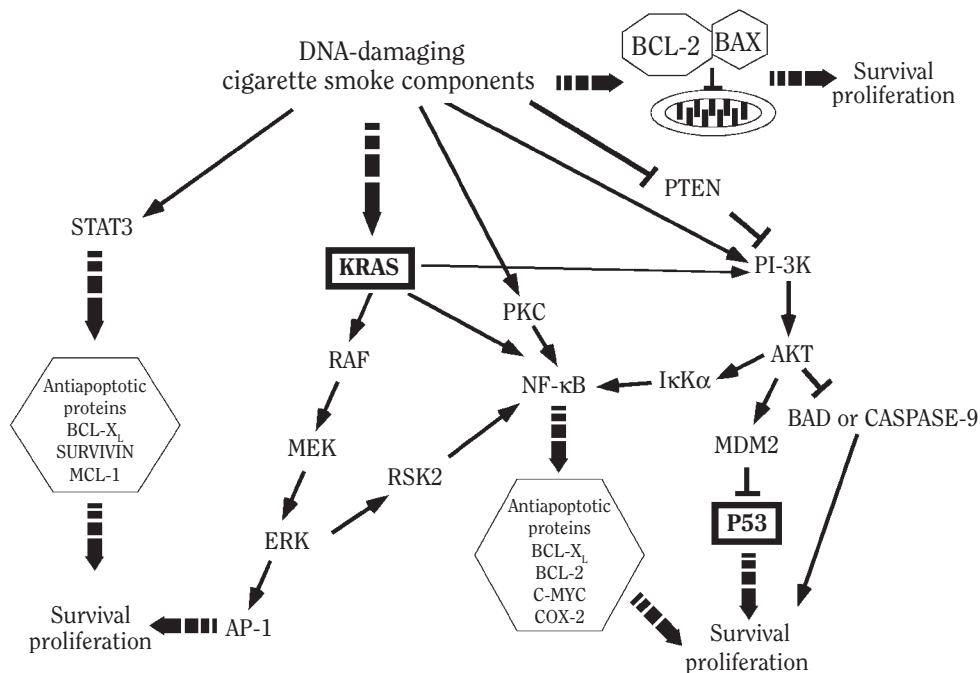 DNA-damaging
cigarette smoke components
BCL-2
BAX
Survival
proliferation
PTEN
STAT3
KRAS
PI-3K
PKC
RAF
AKT
Antiapoptotic
proteins
BCL-XL
SURVIVIN
MCL-1
NF-κB
IκKα
BAD or CASPASE-9
MEK
MDM2
RSK2
Antiapoptotic
proteins
BCL-XL
BCL-2
C-MYC
COX-2
P53
ERK
Survival
proliferation
AP-1
Survival
proliferation